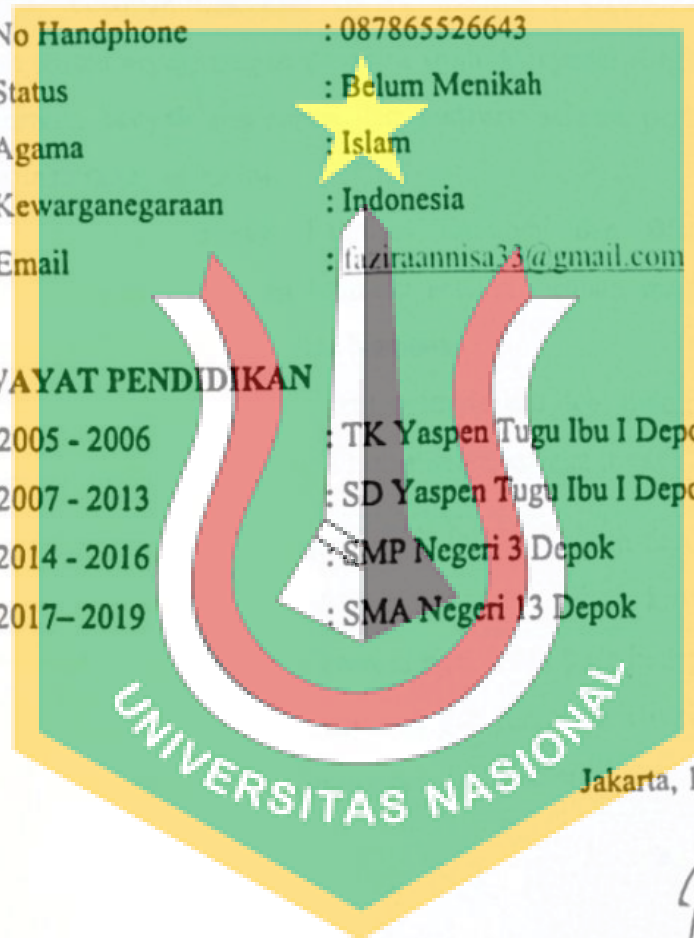 No Handphone : 087865526643
Status : Belum Menikah
Agama : Islam
Kewarganegaraan : Indonesia
Email : faziraannisa33@gmail.com
WAYAT PENDIDIKAN
2005 - 2006 : TK Yaspen Tugu Ibu I Depo
2007 - 2013 : SD Yaspen Tugu Ibu I Depo
2014 - 2016 : SMP Negeri 3 Depok
2017– 2019 : SMA Negeri 13 Depok
UNIVERSITAS NASIONAL
Jakarta, 1